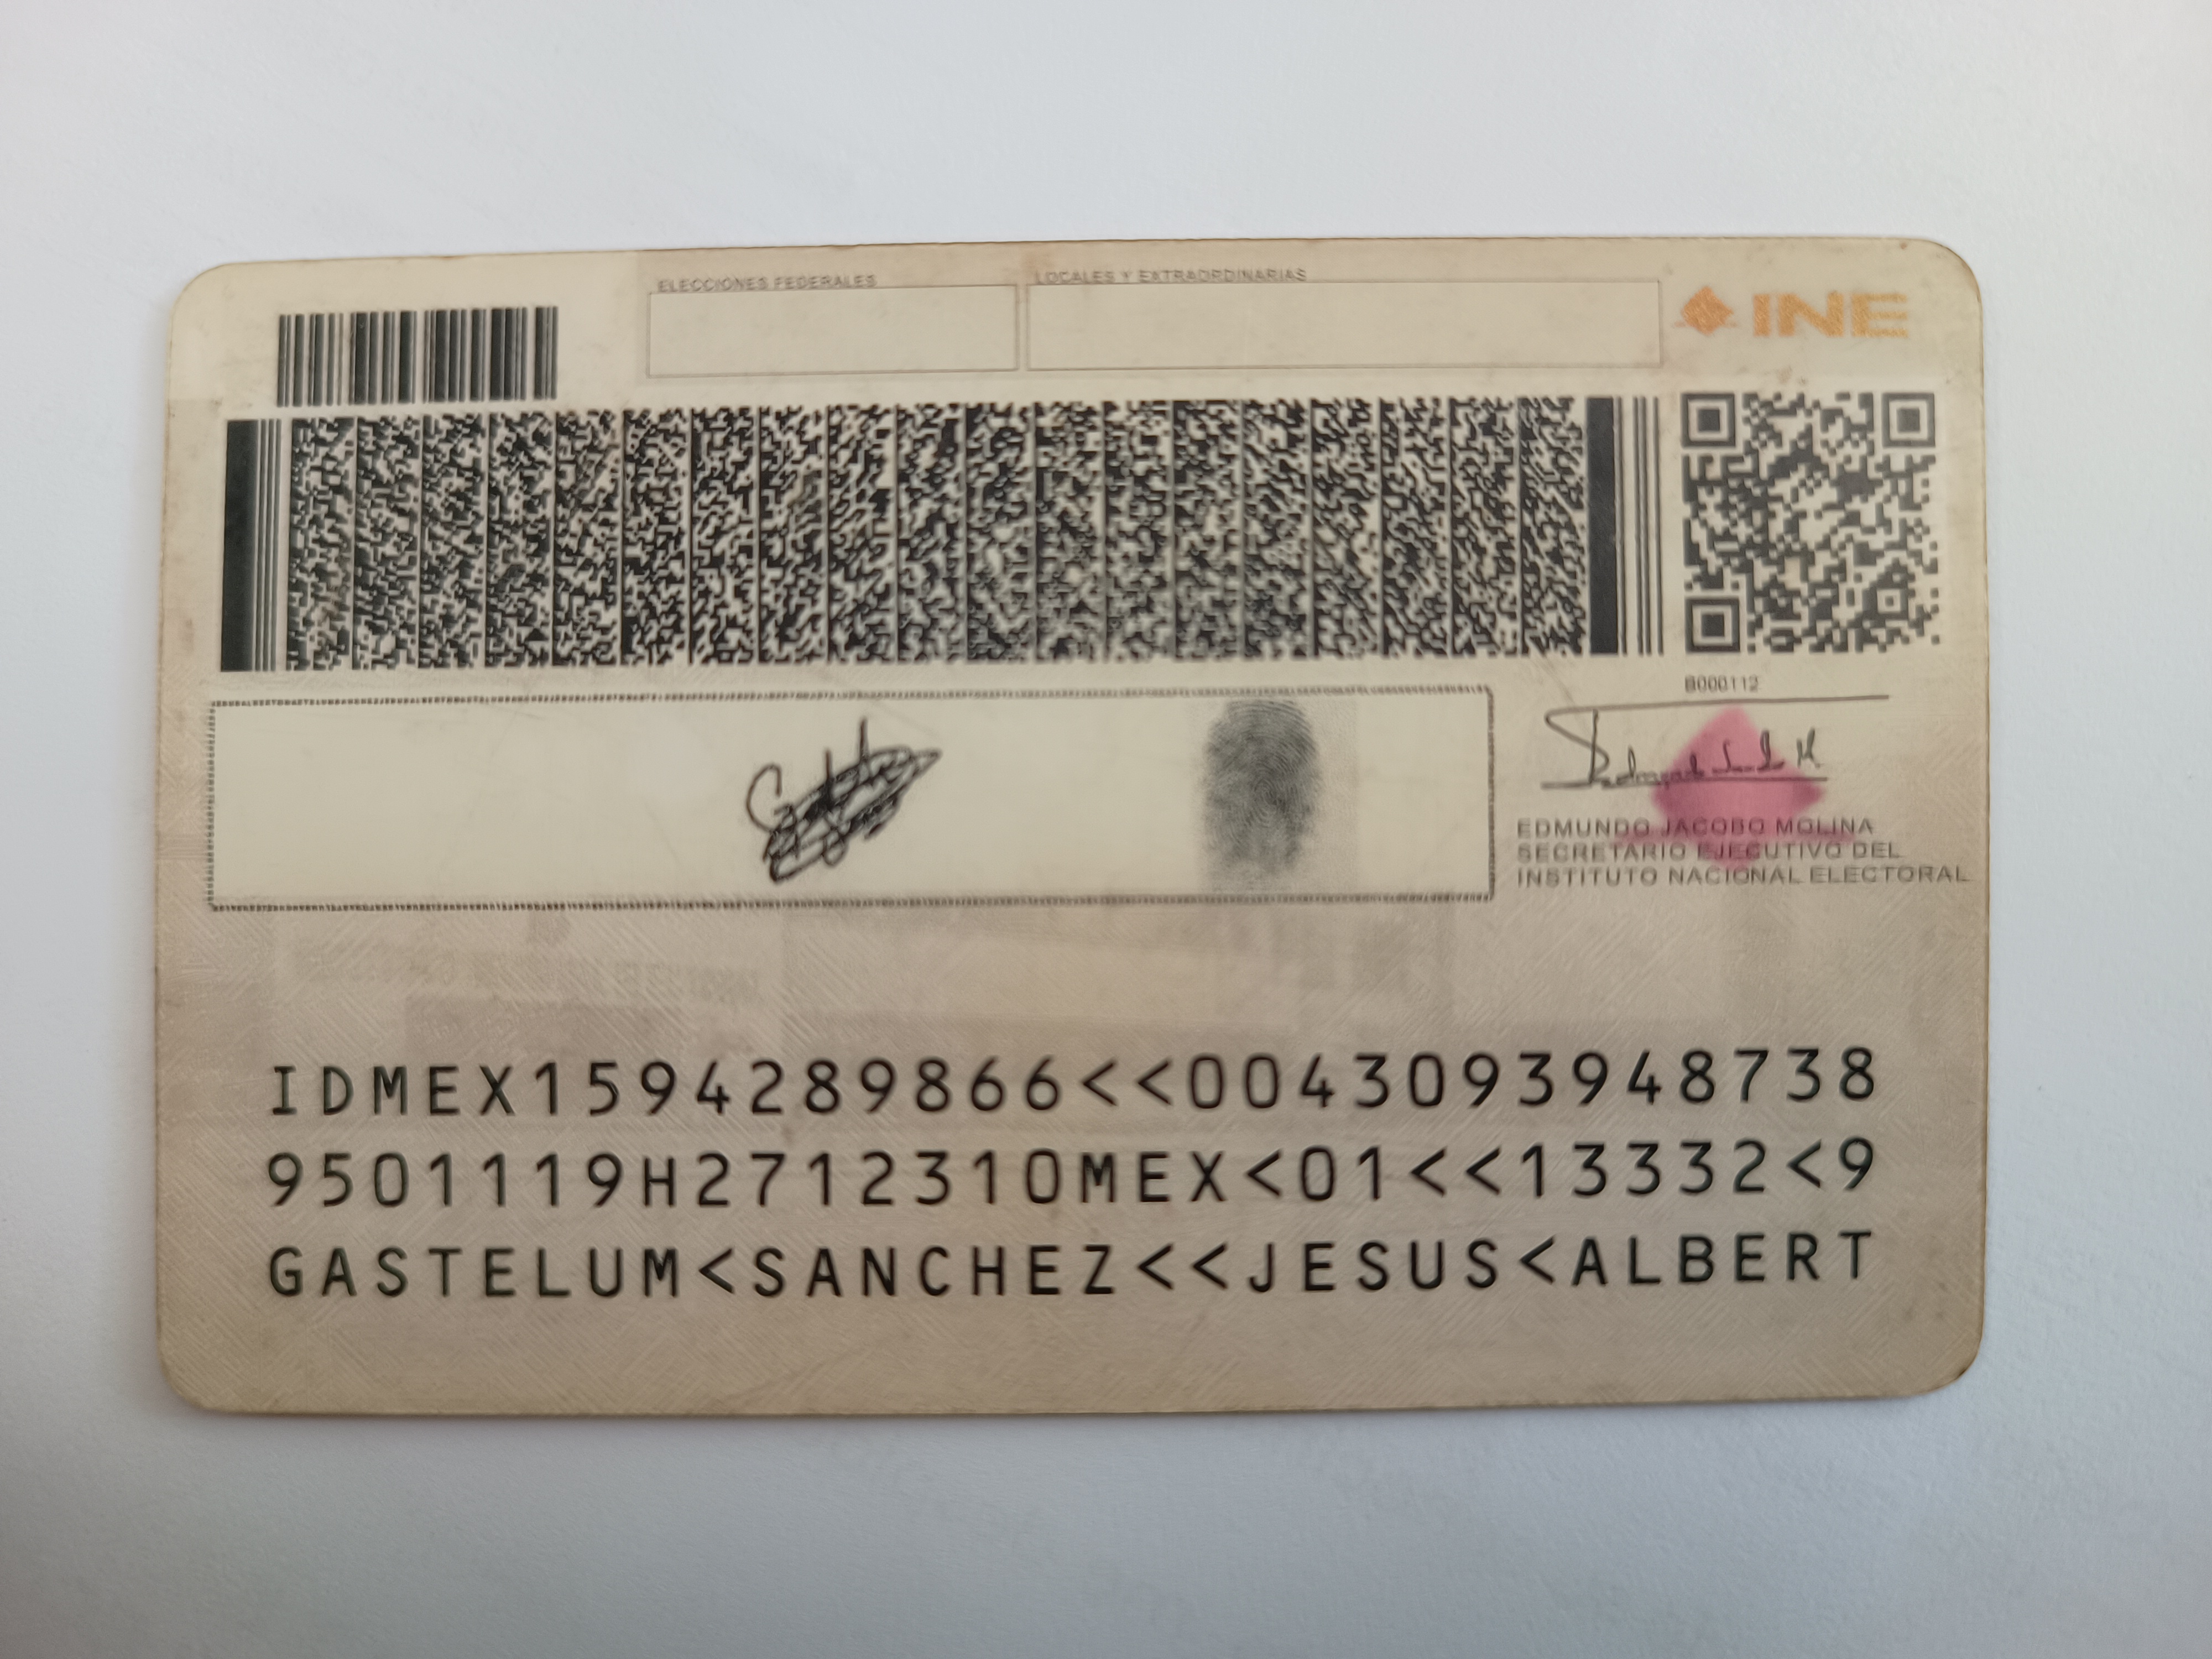 ELECCIONES FEDERALES
LOCALES Y EXTRAORDINARIAS
INE
B000112
EDMUNDO JACOBO MOLINA
SECRETARIO EJECUTIVO DEL
INSTITUTO NACIONAL ELECTORAL
IDMEX1594289866<<0043093948738
9501119H2712310MEX<01<<13332<9
GASTELUM<SANCHEZ<<JESUS<ALBERT